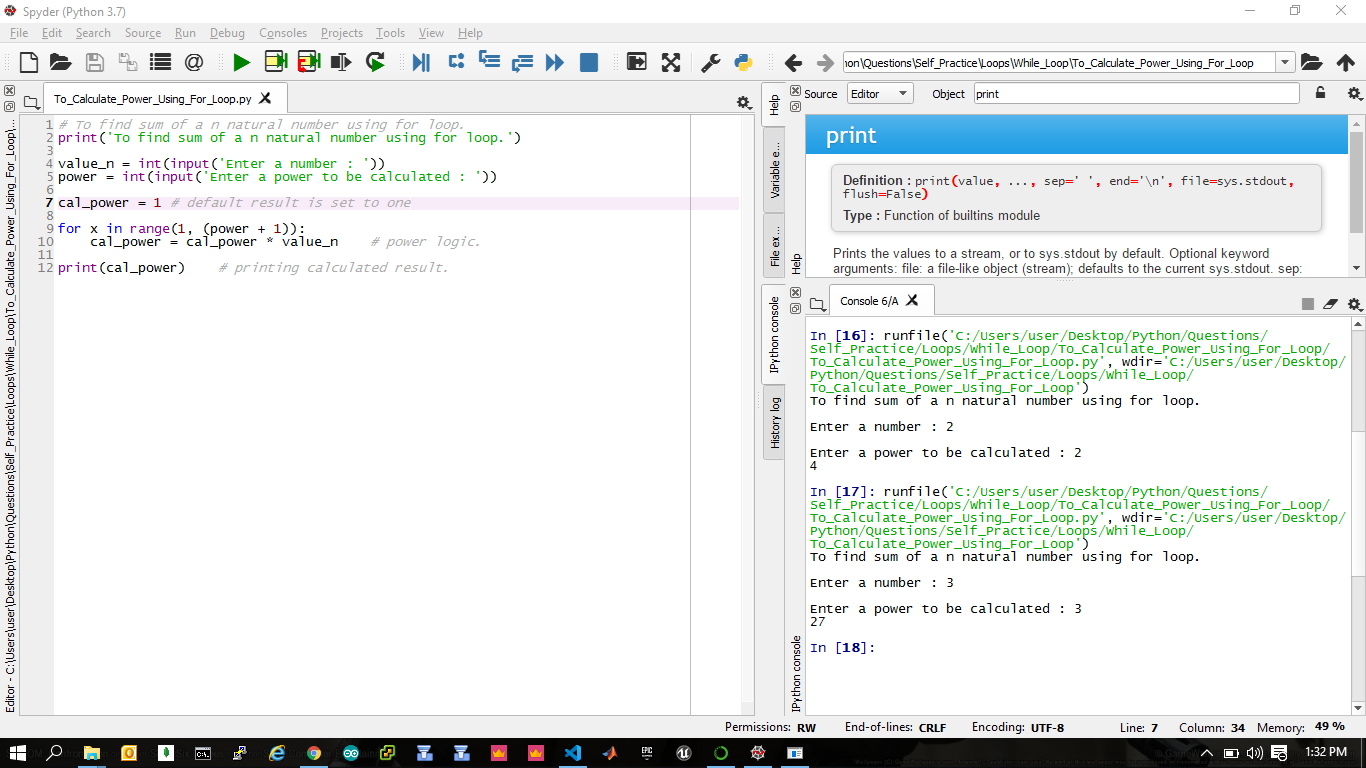 Spyder (Python 3.7)
File Edit Search Source Run Debug Consoles Projects Tools View Help
hon\Questions\Self_Practice\Loops\While_Loop\To_Calculate_Power_Using_For_Loop
Editor - C:\Users\user\Desktop\Python\Questions\Self_Practice\Loops\While_Loop\To_Calculate_Power_Using_For_Loop\...
To_Calculate_Power_Using_For_Loop.py
1 # To find sum of a n natural number using for loop.
2 print('To find sum of a n natural number using for loop.')
3
4 value_n = int(input('Enter a number : '))
5 power = int(input('Enter a power to be calculated : '))
6
7 cal_power = 1 # default result is set to one
8
9 for x in range(1, (power + 1)):
10 cal_power = cal_power * value_n # power logic.
11
12 print(cal_power) # printing calculated result.
Help
Variable e...
File ex...
Help
Source Editor Object print
print
Definition : print(value, ..., sep=' ', end='\n', file=sys.stdout,
flush=False)
Type : Function of builtins module
Prints the values to a stream, or to sys.stdout by default. Optional keyword
arguments: file: a file-like object (stream); defaults to the current sys.stdout. sep:
IPython console
History log
IPython console
Console 6/A
In [16]: runfile('C:/Users/user/Desktop/Python/Questions/
Self_Practice/Loops/While_Loop/To_Calculate_Power_Using_For_Loop/
To_Calculate_Power_Using_For_Loop.py', wdir='C:/Users/user/Desktop/
Python/Questions/Self_Practice/Loops/While_Loop/
To_Calculate_Power_Using_For_Loop')
To find sum of a n natural number using for loop.
Enter a number : 2
Enter a power to be calculated : 2
4
In [17]: runfile('C:/Users/user/Desktop/Python/Questions/
Self_Practice/Loops/While_Loop/To_Calculate_Power_Using_For_Loop/
To_Calculate_Power_Using_For_Loop.py', wdir='C:/Users/user/Desktop/
Python/Questions/Self_Practice/Loops/While_Loop/
To_Calculate_Power_Using_For_Loop')
To find sum of a n natural number using for loop.
Enter a number : 3
Enter a power to be calculated : 3
27
In [18]:
Permissions: RW End-of-lines: CRLF Encoding: UTF-8 Line: 7 Column: 34 Memory: 49 %
EPIC GAMES
1:32 PM